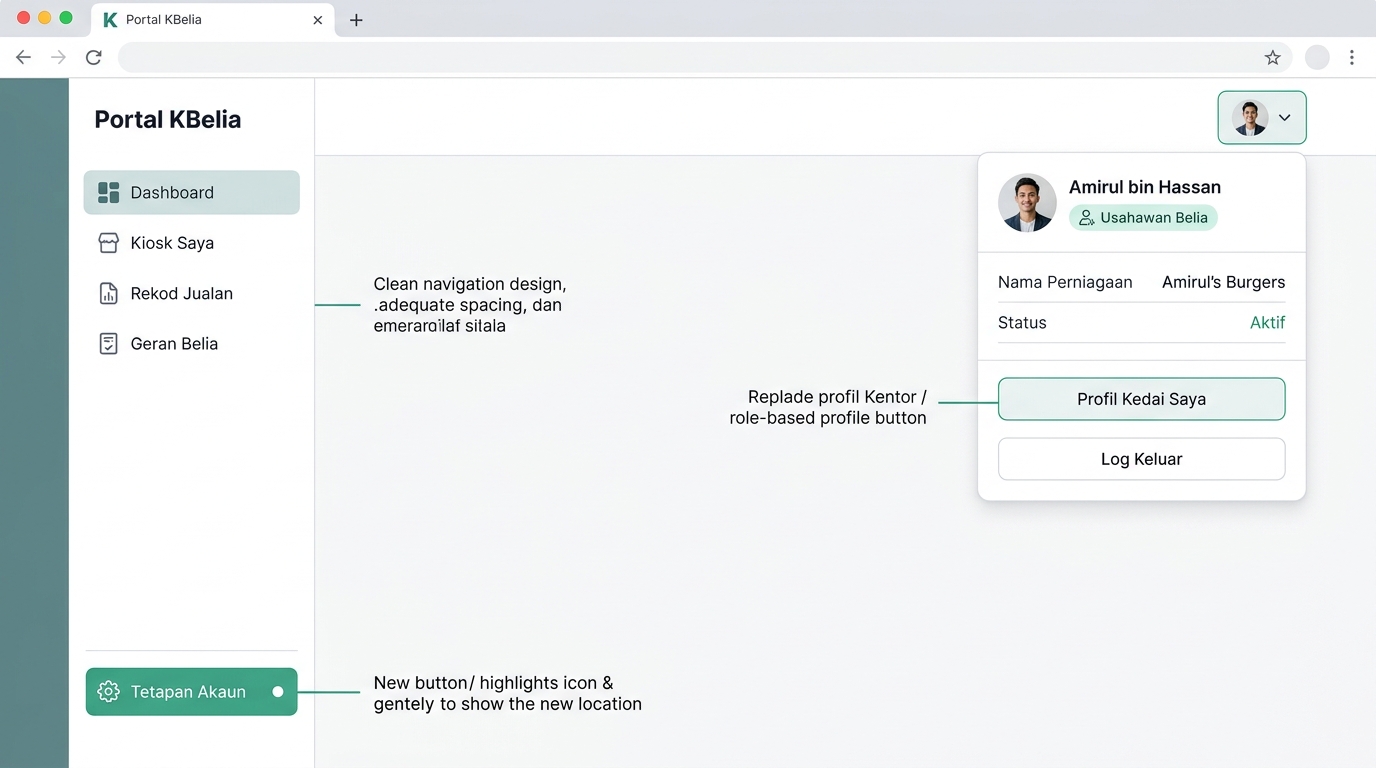 Portal KBelia
Portal KBelia
Dashboard
Kiosk Saya
Rekod Jualan
Geran Belia
Tetapan Akaun
Clean navigation design,
.adequate spacing, dan
Replade profil Kentor /
role-based profile button
New button/ highlights icon &
gentely to show the new location
Amirul bin Hassan
Usahawan Belia
Nama Perniagaan Amirul's Burgers
Status Aktif
Profil Kedai Saya
Log Keluar